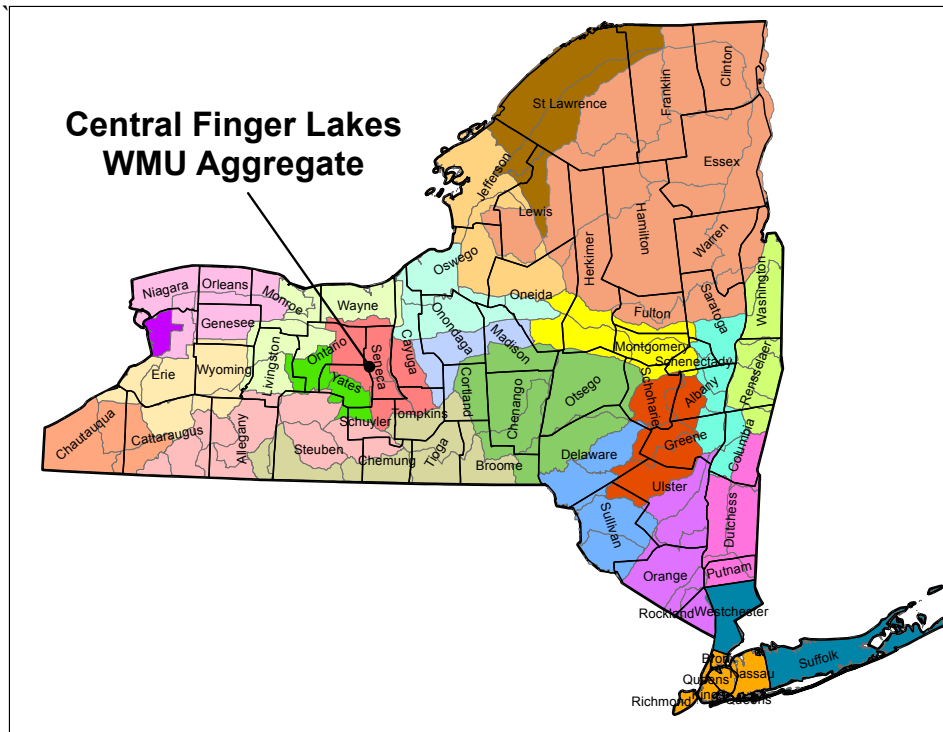 `
Central Finger Lakes
WMU Aggregate
St Lawrence
Franklin
Clinton
Jefferson
Lewis
Essex
Herkimer
Hamilton
Warren
Washington
Oswego
Oneida
Saratoga
Fulton
Niagara
Orleans
Monroe
Wayne
Genesee
Onondaga
Madison
Montgomery
Schenectady
Rensselaer
Ontario
Seneca
Cayuga
Livingston
Erie
Wyoming
Yates
Cortland
Chenango
Otsego
Schoharie
Albany
Chautauqua
Cattaraugus
Allegany
Steuben
Schuyler
Tompkins
Chemung
Tioga
Broome
Delaware
Greene
Columbia
Ulster
Sullivan
Dutchess
Orange
Putnam
Rockland
Westchester
Bronx
Suffolk
Nassau
Queens
Kings
Queens
Richmond